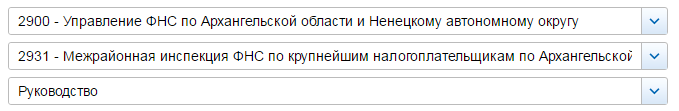 2900 - Управление ФНС по Архангельской области и Ненецкому автономному округу
2931 - Межрайонная инспекция ФНС по крупнейшим налогоплательщикам по Архангельской
Руководство